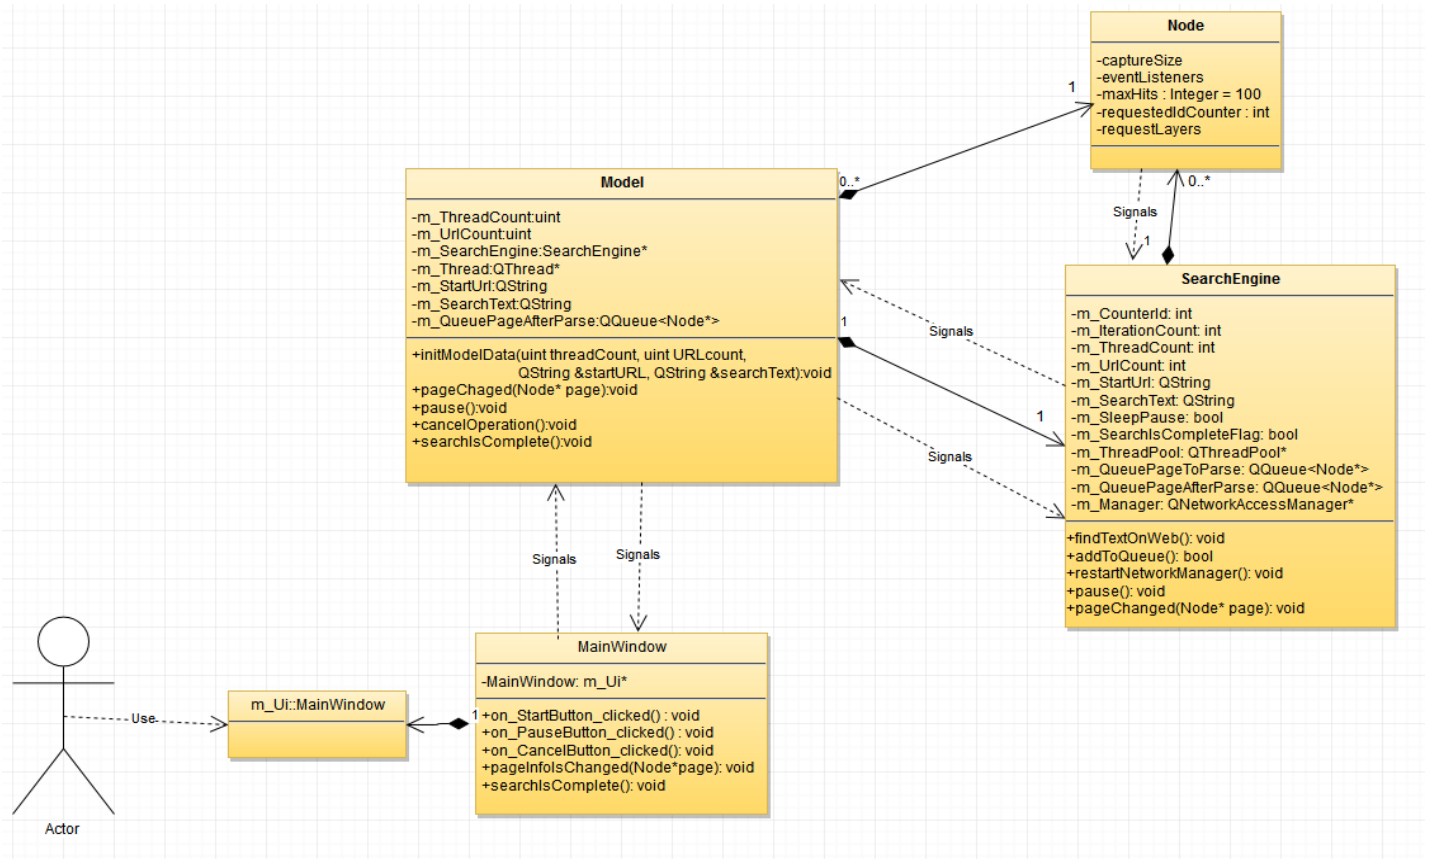 Node
-captureSize
-eventListeners
-maxHits : Integer = 100
-requestedIdCounter : int
-requestLayers
1
0..*
Signals
1
Model
-m_ThreadCount:uint
-m_UrlCount:uint
-m_SearchEngine:SearchEngine*
-m_Thread:QThread*
-m_StartUrl:QString
-m_SearchText:QString
-m_QueuePageAfterParse:QQueue<Node*>
+initModelData(uint threadCount, uint URLcount,
QString &startURL, QString &searchText):void
+pageChaged(Node* page):void
+pause():void
+cancelOperation():void
+searchIsComplete():void
0..*
1
Signals
1
Signals
SearchEngine
-m_CounterId: int
-m_IterationCount: int
-m_ThreadCount: int
-m_UrlCount: int
-m_StartUrl: QString
-m_SearchText: QString
-m_SleepPause: bool
-m_SearchIsCompleteFlag: bool
-m_ThreadPool: QThreadPool*
-m_QueuePageToParse: QQueue<Node*>
-m_QueuePageAfterParse: QQueue<Node*>
-m_Manager: QNetworkAccessManager*
+findTextOnWeb(): void
+addToQueue(): bool
+restartNetworkManager(): void
+pause(): void
+pageChanged(Node* page): void
Signals
Signals
MainWindow
-MainWindow: m_Ui*
+on_StartButton_clicked() : void
+on_PauseButton_clicked() : void
+on_CancelButton_clicked(): void
+pageInfoIsChanged(Node*page): void
+searchIsComplete(): void
1
m_Ui::MainWindow
Use
Actor